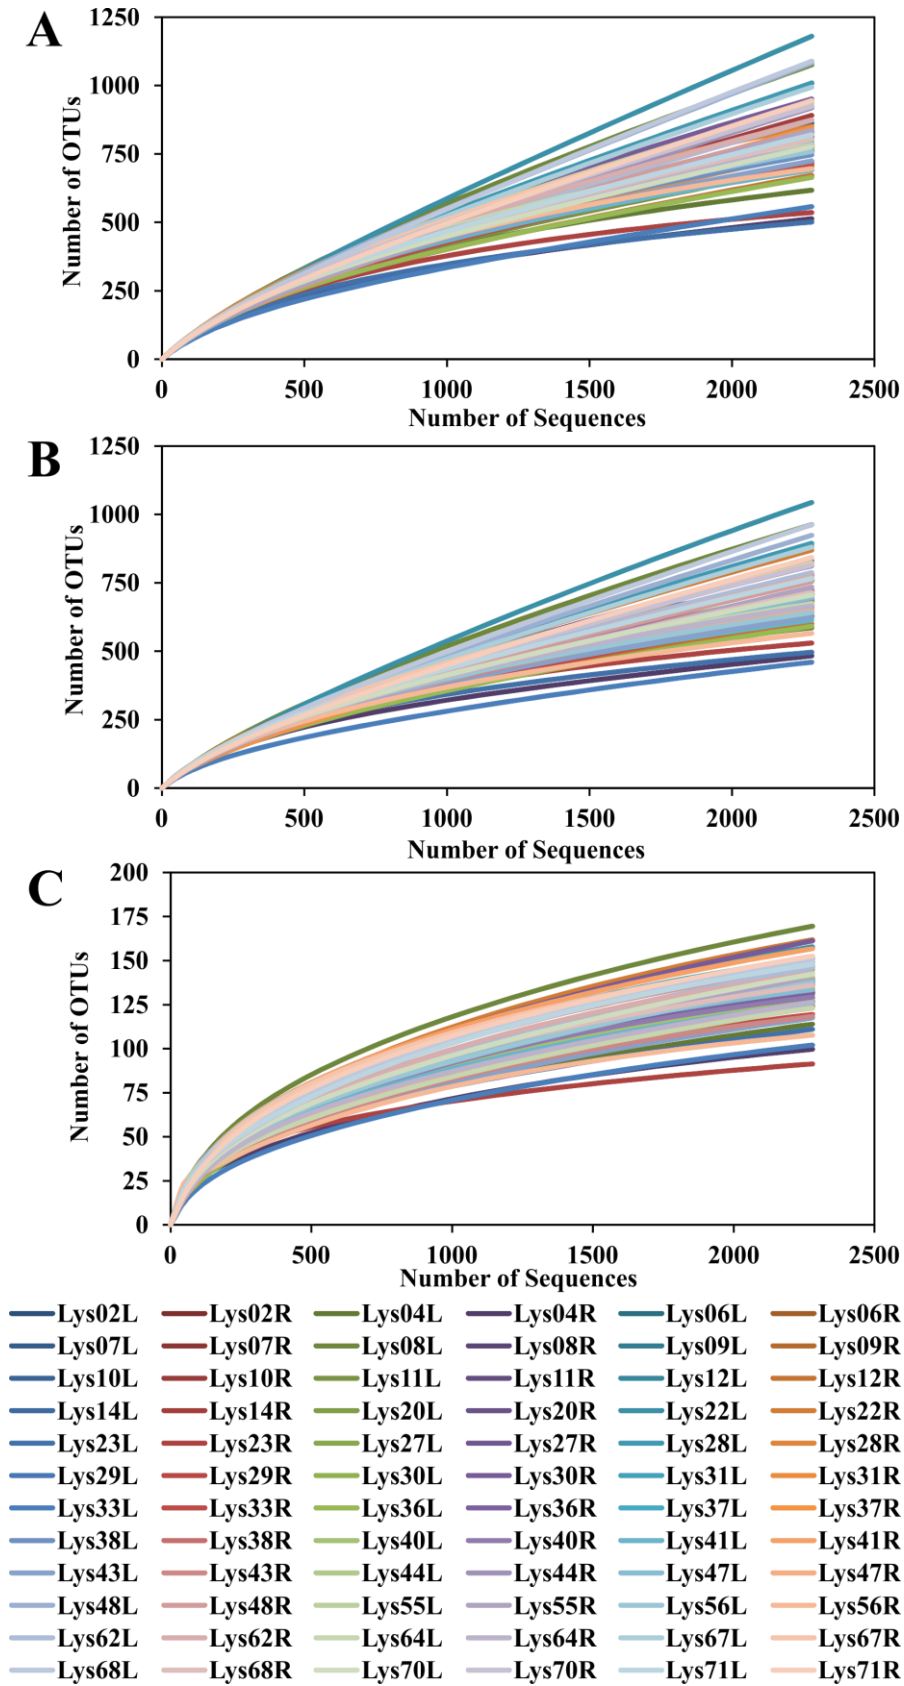 A
1250
1000
750
500
250
0
Number of OTUs
0 500 1000 1500 2000 2500
Number of Sequences
B
1250
1000
750
500
250
0
Number of OTUs
0 500 1000 1500 2000 2500
Number of Sequences
C
200
175
150
125
100
75
50
25
0
Number of OTUs
0 500 1000 1500 2000 2500
Number of Sequences
Lys02L Lys02R Lys04L Lys04R Lys06L Lys06R
Lys07L Lys07R Lys08L Lys08R Lys09L Lys09R
Lys10L Lys10R Lys11L Lys11R Lys12L Lys12R
Lys14L Lys14R Lys20L Lys20R Lys22L Lys22R
Lys23L Lys23R Lys27L Lys27R Lys28L Lys28R
Lys29L Lys29R Lys30L Lys30R Lys31L Lys31R
Lys33L Lys33R Lys36L Lys36R Lys37L Lys37R
Lys38L Lys38R Lys40L Lys40R Lys41L Lys41R
Lys43L Lys43R Lys44L Lys44R Lys47L Lys47R
Lys48L Lys48R Lys55L Lys55R Lys56L Lys56R
Lys62L Lys62R Lys64L Lys64R Lys67L Lys67R
Lys68L Lys68R Lys70L Lys70R Lys71L Lys71R